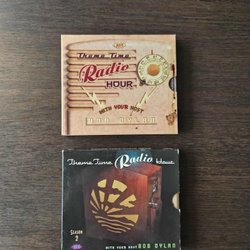 Theme Time
Radio
HOUR
WITH YOUR HOST
BOB DYLAN
Theme Time Radio Hour
SEASON
2
WITH YOUR HOST BOB DYLAN